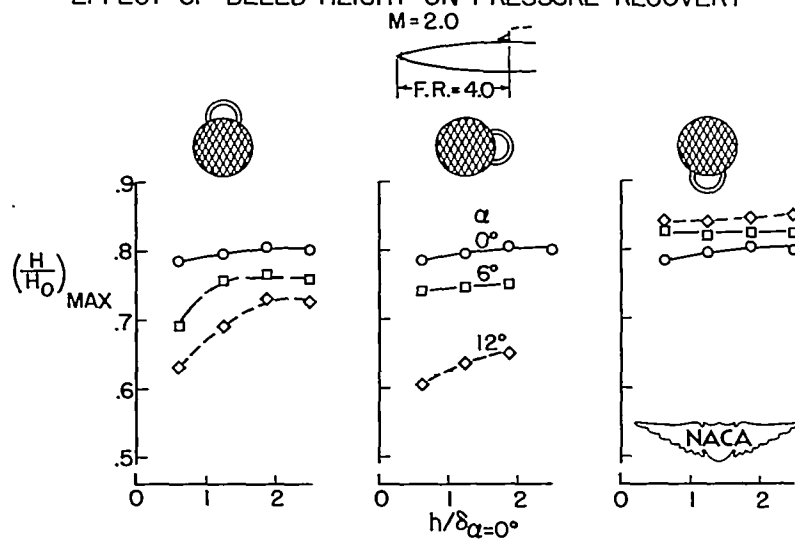 EFFECT OF BLEED HEIGHT ON PRESSURE RECOVERY
M=2.0
F.R.=4.0
.9
.8
.7
.6
.5
(H/H0)MAX
α
0°
6°
12°
NACA
0 1 2
0 1 2
0 1 2
h/δα=0°